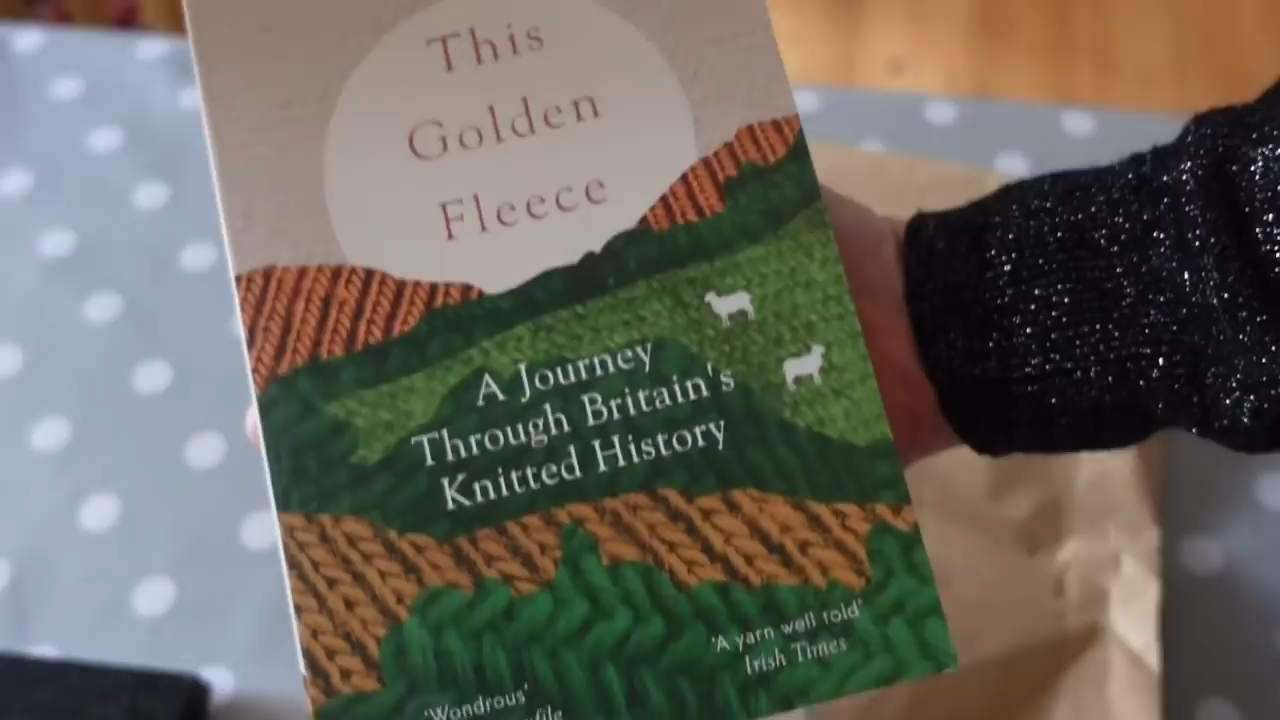 This
Golden
Fleece
A Journey
Through Britain's
Knitted History
'A yarn well told'
Irish Times
'Wondrous'